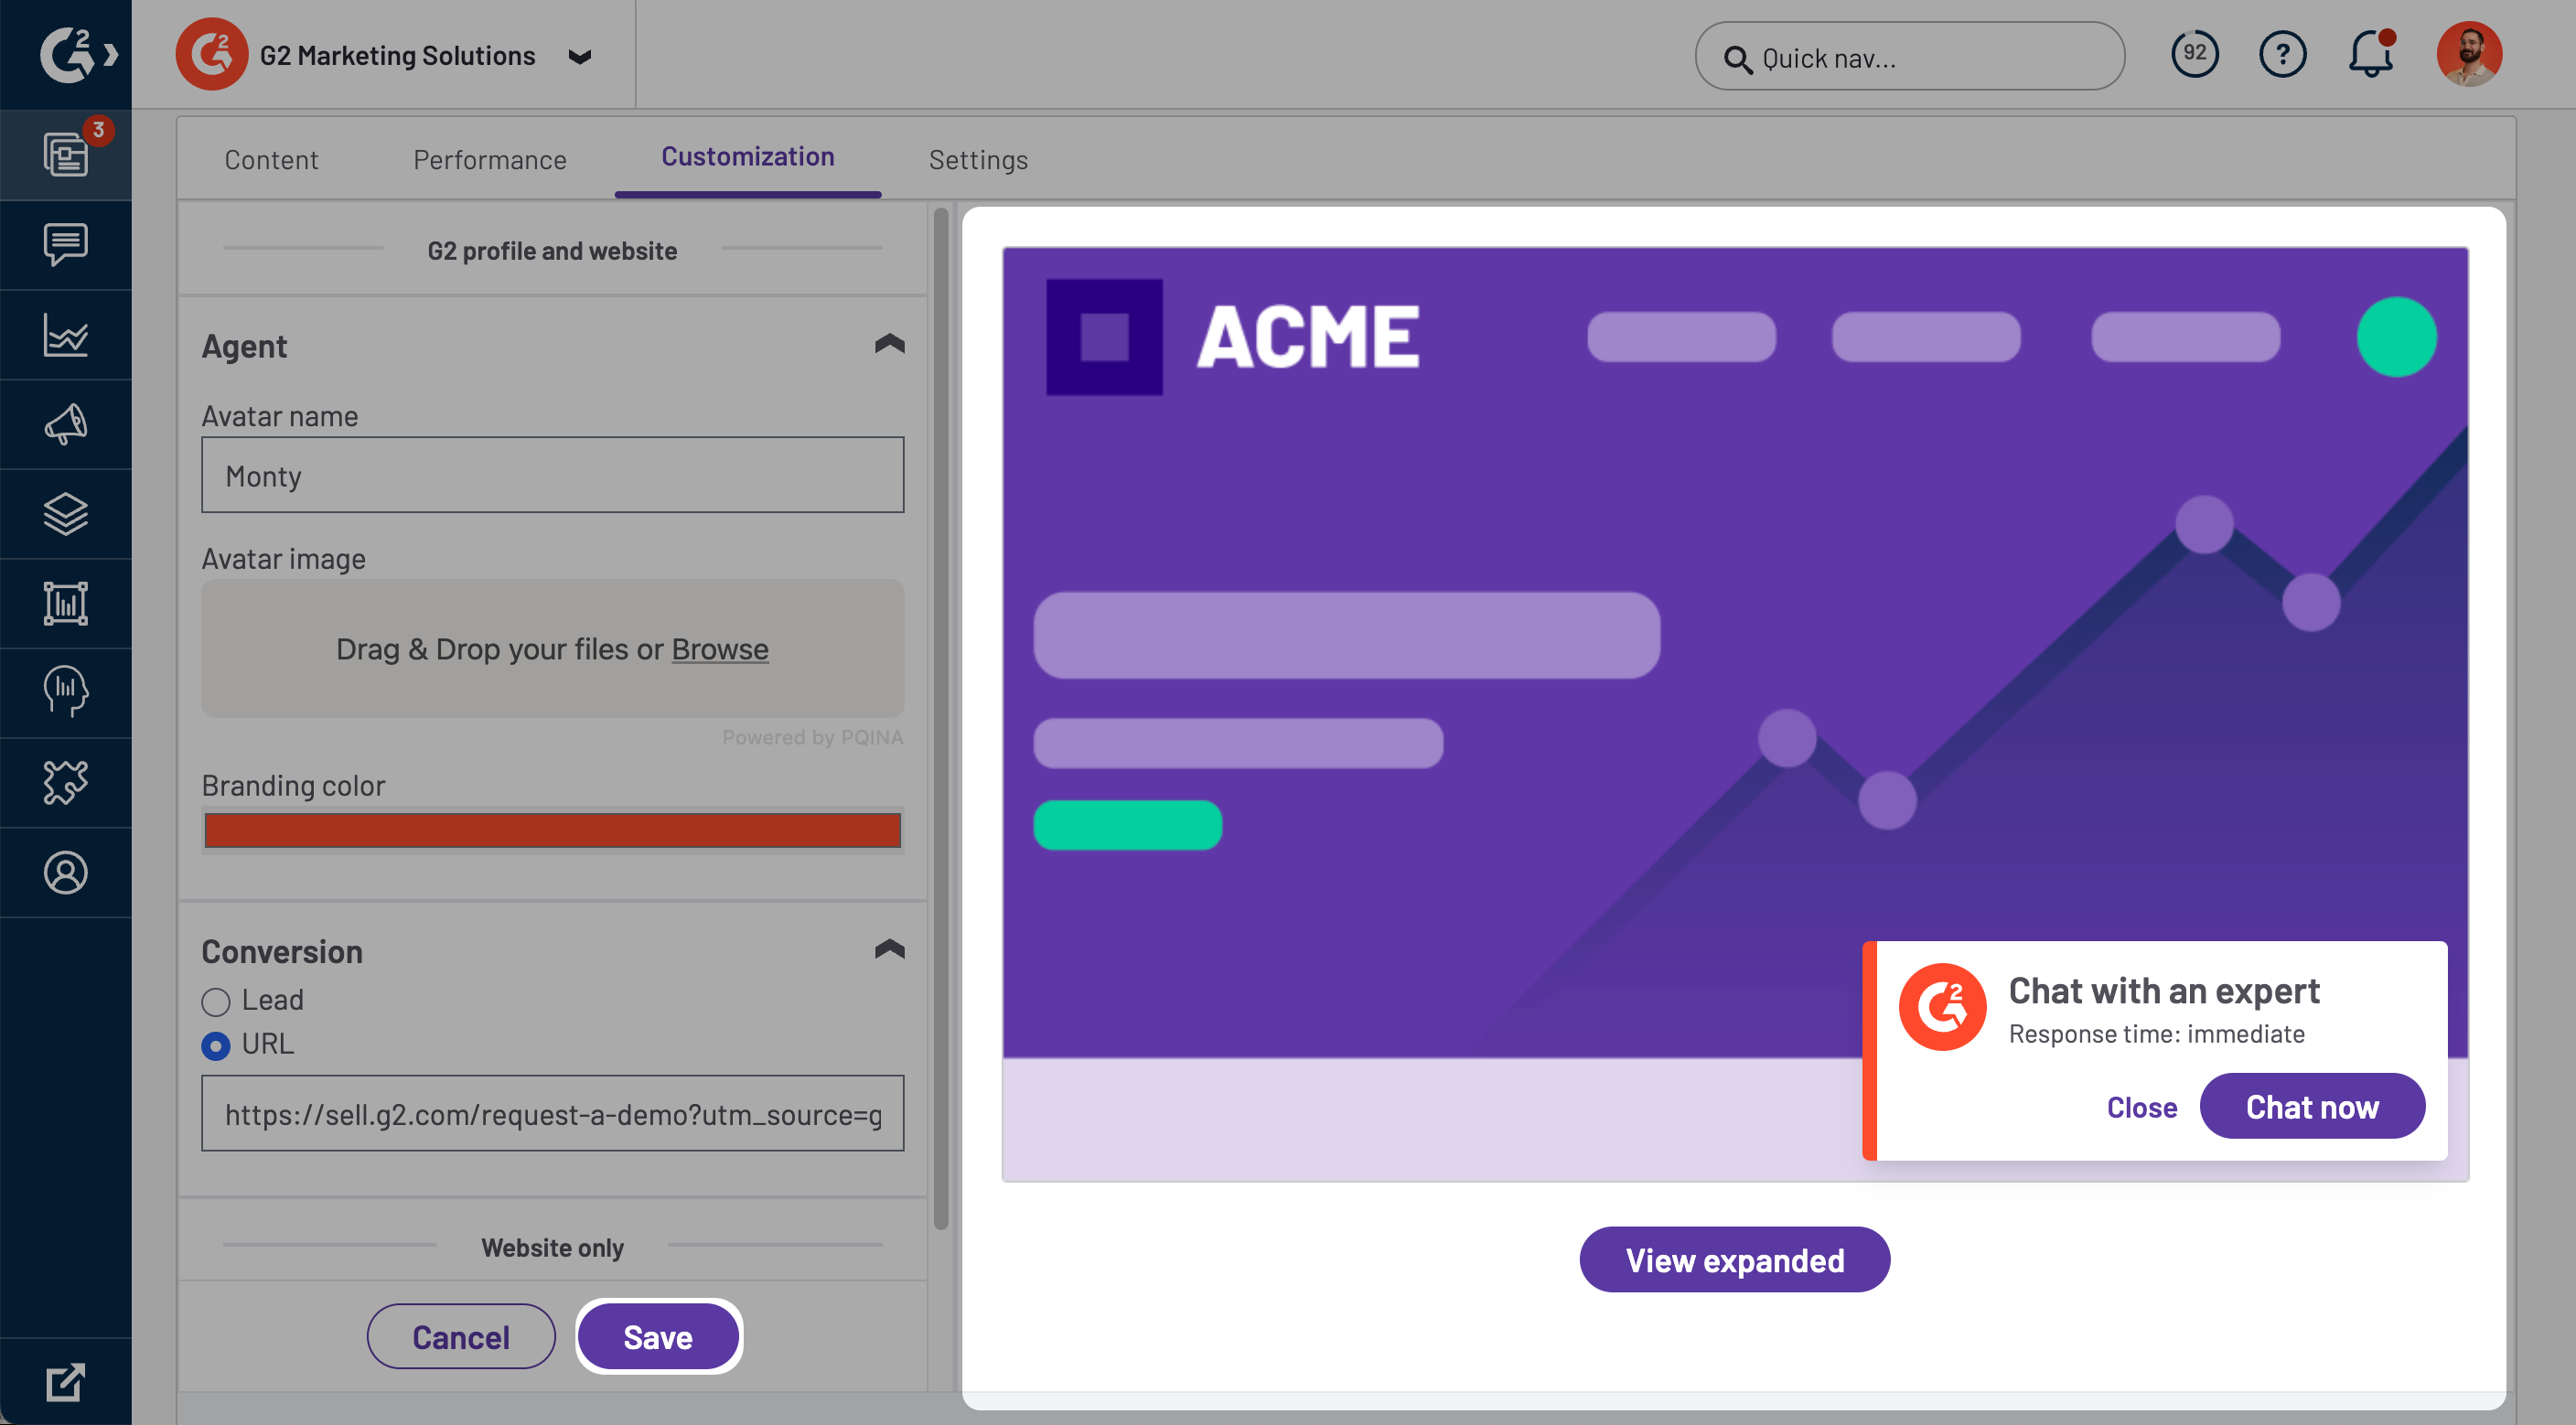 G2 Marketing Solutions
Quick nav...
92
?
3
Content
Performance
Customization
Settings
G2 profile and website
Agent
Avatar name
Monty
Avatar image
Drag & Drop your files or Browse
Powered by PQINA
Branding color
Conversion
Lead
URL
https://sell.g2.com/request-a-demo?utm_source=g
Website only
Cancel
Save
ACME
Chat with an expert
Response time: immediate
Close
Chat now
View expanded